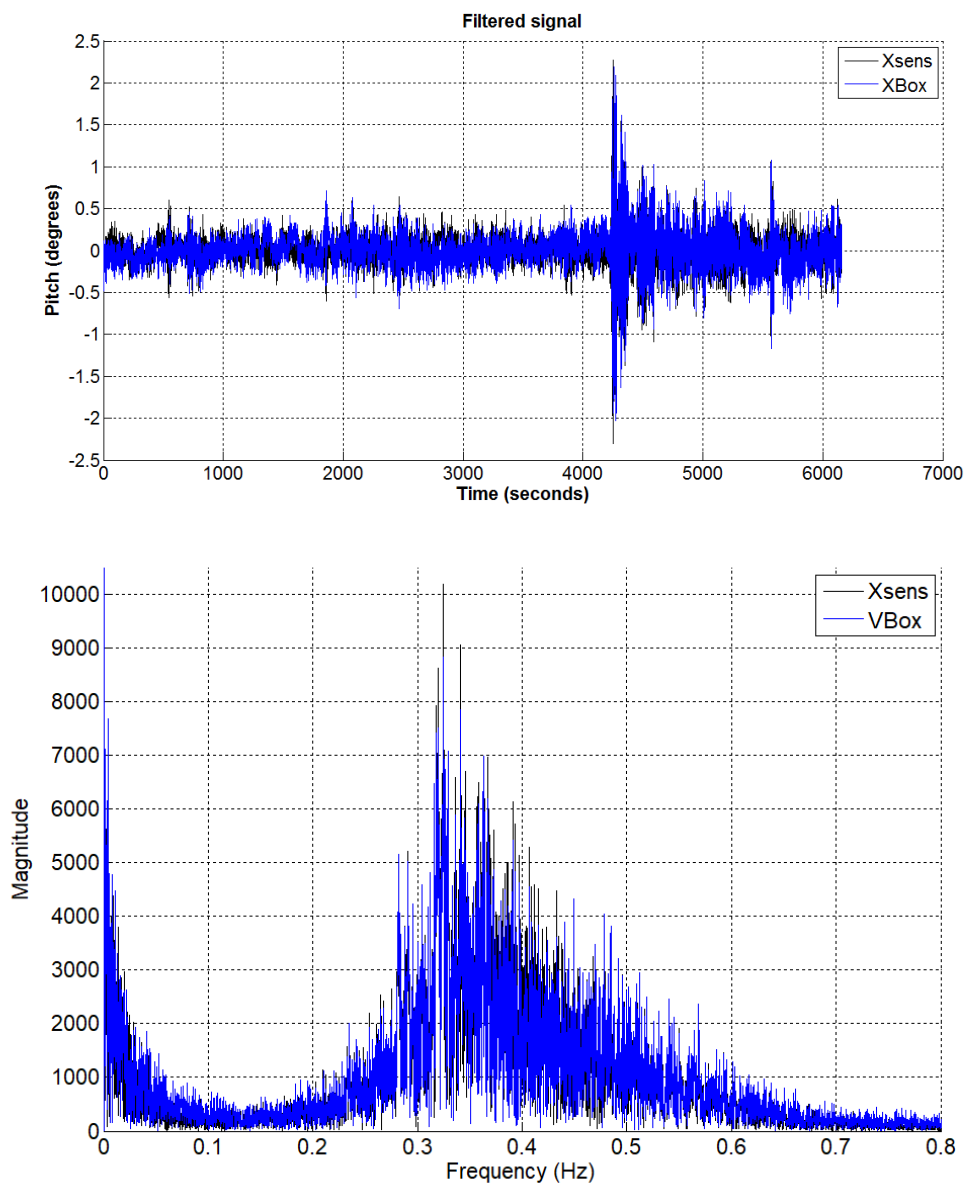 Filtered signal
2.5
2
1.5
1
0.5
0
-0.5
-1
-1.5
-2
-2.5
Pitch (degrees)
Xsens
XBox
0 1000 2000 3000 4000 5000 6000 7000
Time (seconds)
10000
9000
8000
7000
6000
5000
4000
3000
2000
1000
0
Magnitude
Xsens
VBox
0 0.1 0.2 0.3 0.4 0.5 0.6 0.7 0.8
Frequency (Hz)